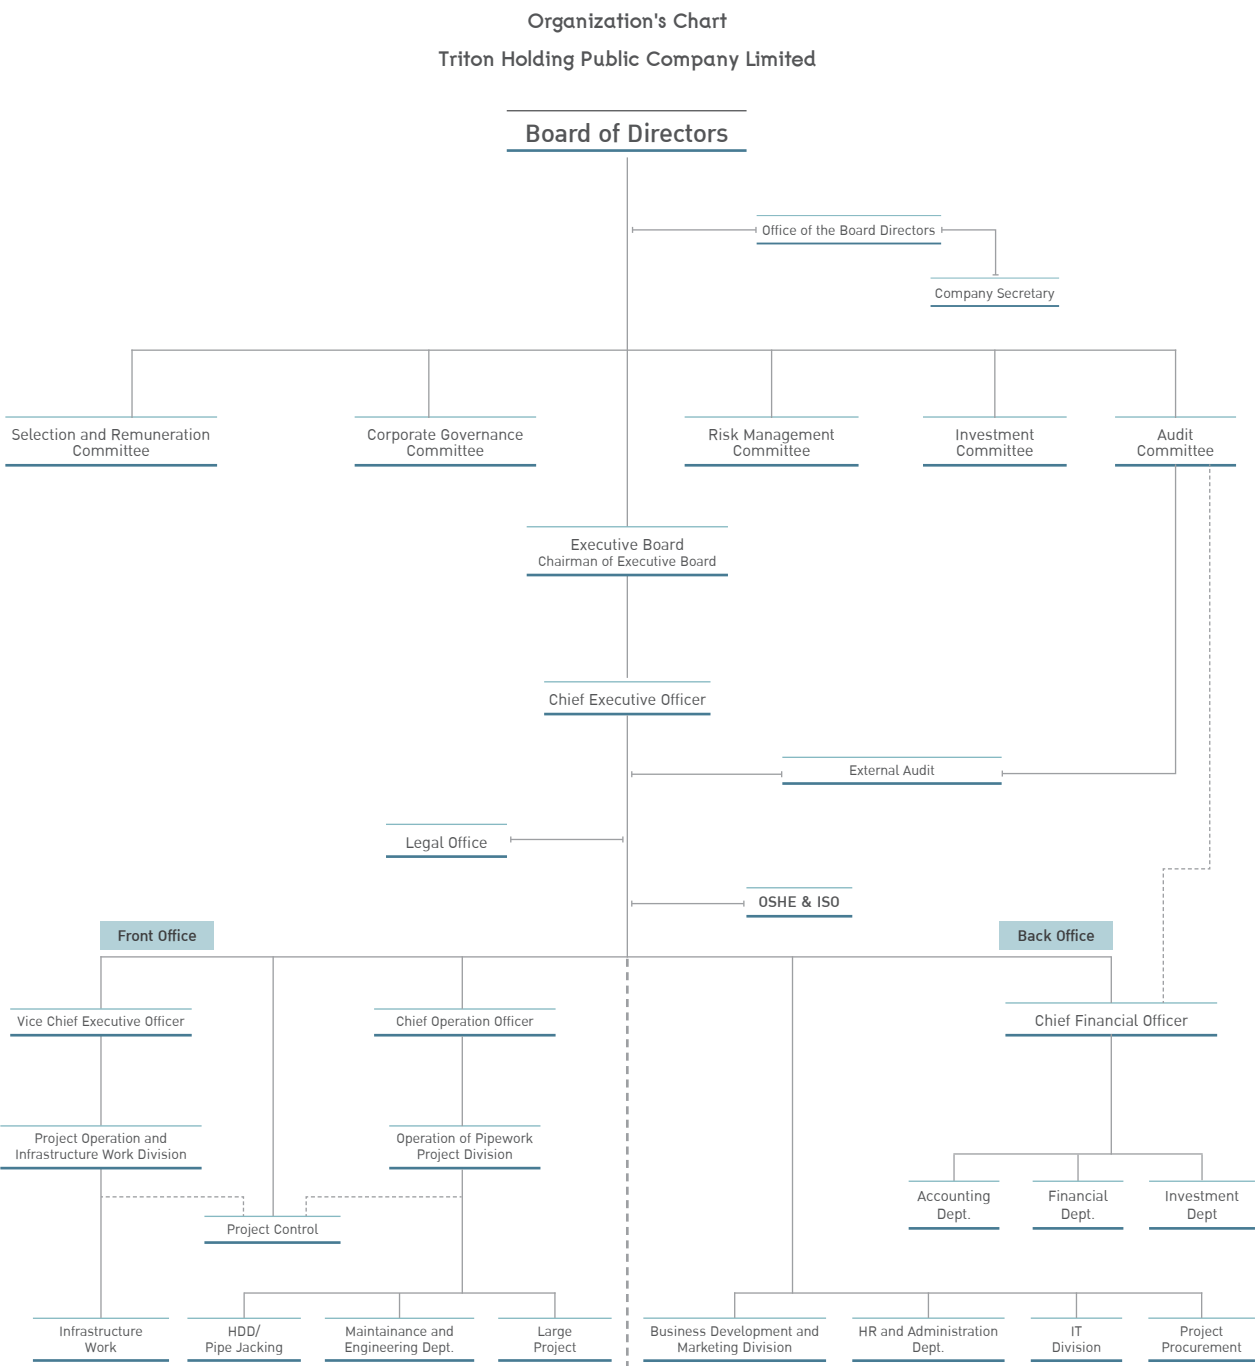 Organization's Chart
Triton Holding Public Company Limited
Board of Directors
Office of the Board Directors
Company Secretary
Selection and Remuneration
Committee
Corporate Governance
Committee
Risk Management
Committee
Investment
Committee
Audit
Committee
Executive Board
Chairman of Executive Board
Chief Executive Officer
External Audit
Legal Office
OSHE & ISO
Front Office
Back Office
Vice Chief Executive Officer
Chief Operation Officer
Chief Financial Officer
Project Operation and
Infrastructure Work Division
Operation of Pipework
Project Division
Accounting
Dept.
Financial
Dept.
Investment
Dept
Project Control
Infrastructure
Work
HDD/
Pipe Jacking
Maintainance and
Engineering Dept.
Large
Project
Business Development and
Marketing Division
HR and Administration
Dept.
IT
Division
Project
Procurement